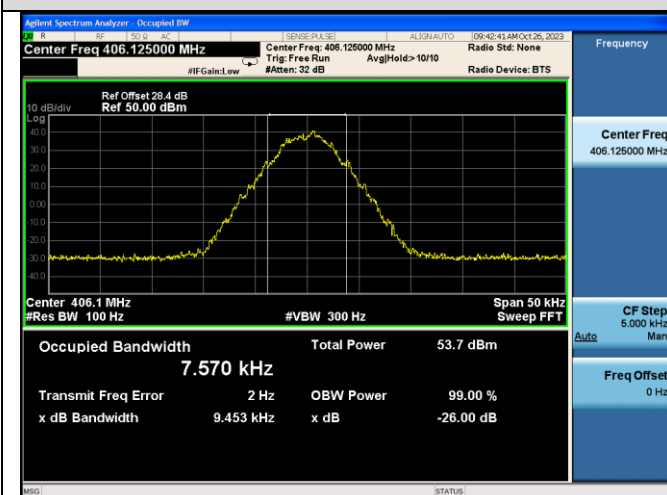 Agilent Spectrum Analyzer - Occupied BW
R RF 50 Ω AC SENSE:PULSE ALIGNAUTO 09:42:41 AM Oct 26, 2023
Center Freq 406.125000 MHz
Center Freq: 406.125000 MHz
Radio Std: None
Trig: Free Run Avg|Hold:>10/10
#IFGain:Low
#Atten: 32 dB
Radio Device: BTS
Ref Offset 28.4 dB
10 dB/div Ref 50.00 dBm
Log
40.0
30.0
20.0
10.0
0.00
-10.0
-20.0
-30.0
-40.0
Center 406.1 MHz
Span 50 kHz
#Res BW 100 Hz
#VBW 300 Hz
Sweep FFT
Occupied Bandwidth
Total Power 53.7 dBm
7.570 kHz
Transmit Freq Error 2 Hz
OBW Power 99.00 %
x dB Bandwidth 9.453 kHz
x dB -26.00 dB
MSG
STATUS
Frequency
Center Freq
406.125000 MHz
CF Step
5.000 kHz
Auto Man
Freq Offset
0 Hz